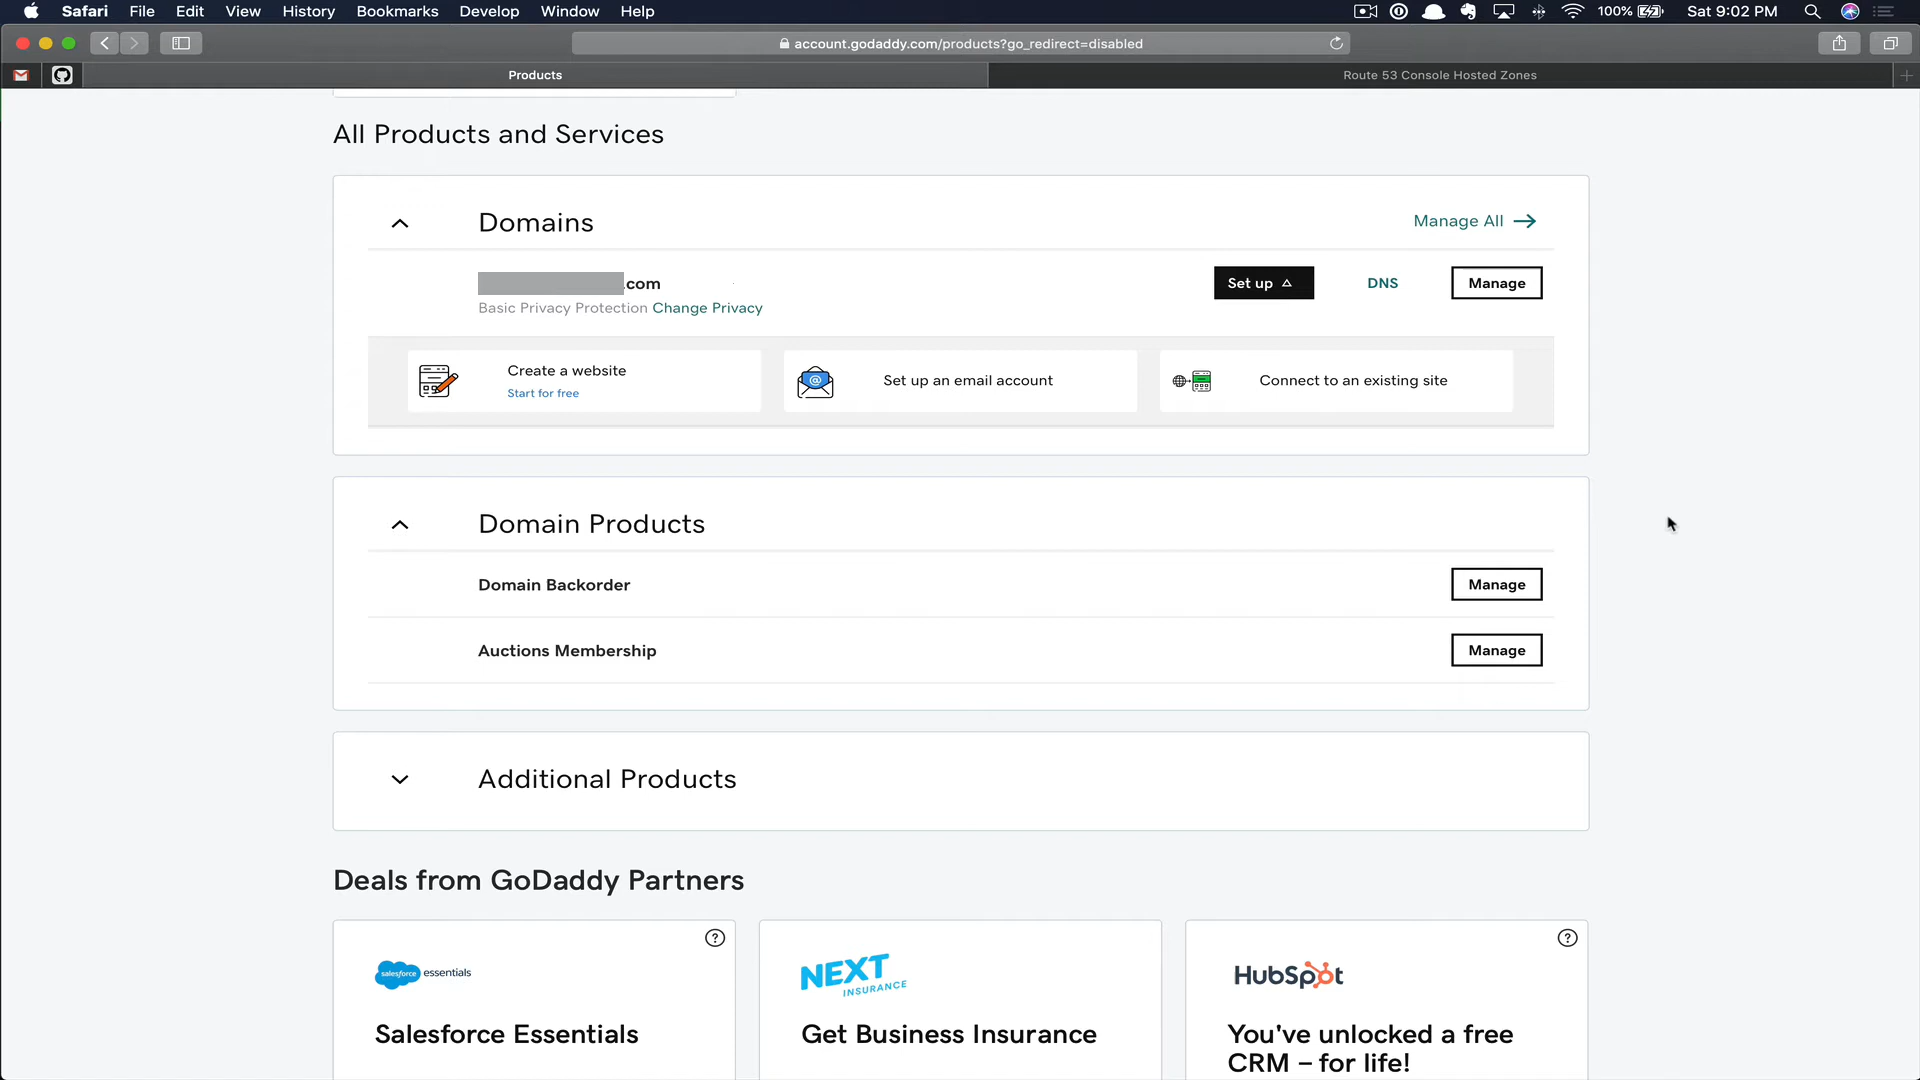 Safari File Edit View History Bookmarks Develop Window Help 100% Sat 9:02 PM
account.godaddy.com/products?go_redirect=disabled
Products Route 53 Console Hosted Zones
All Products and Services
Domains Manage All
.com Set up DNS Manage
Basic Privacy Protection Change Privacy
Create a website
Start for free
Set up an email account
Connect to an existing site
Domain Products
Domain Backorder Manage
Auctions Membership Manage
Additional Products
Deals from GoDaddy Partners
salesforce essentials
Salesforce Essentials
NEXT
INSURANCE
Get Business Insurance
HubSpot
You've unlocked a free
CRM – for life!